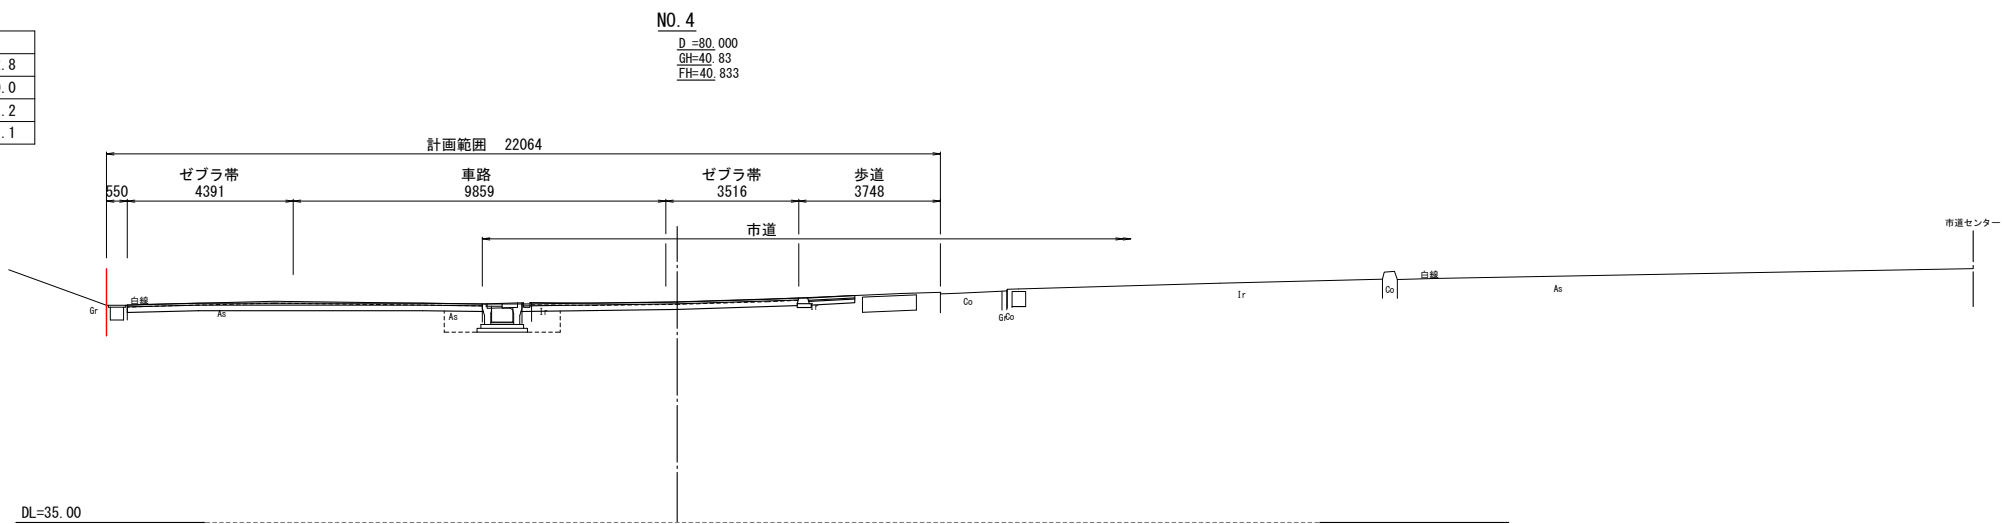 NO. 4
D =80.000
GH=40.83
FH=40.833
.8
.0
.2
.1
計画範囲 22064
ゼブラ帯 車路 ゼブラ帯 歩道
550 4391 9859 3516 3748
市道
市道センター
白線 白線
Gr As As Ir Ir Co Gr Co Ir Co As
DL=35.00